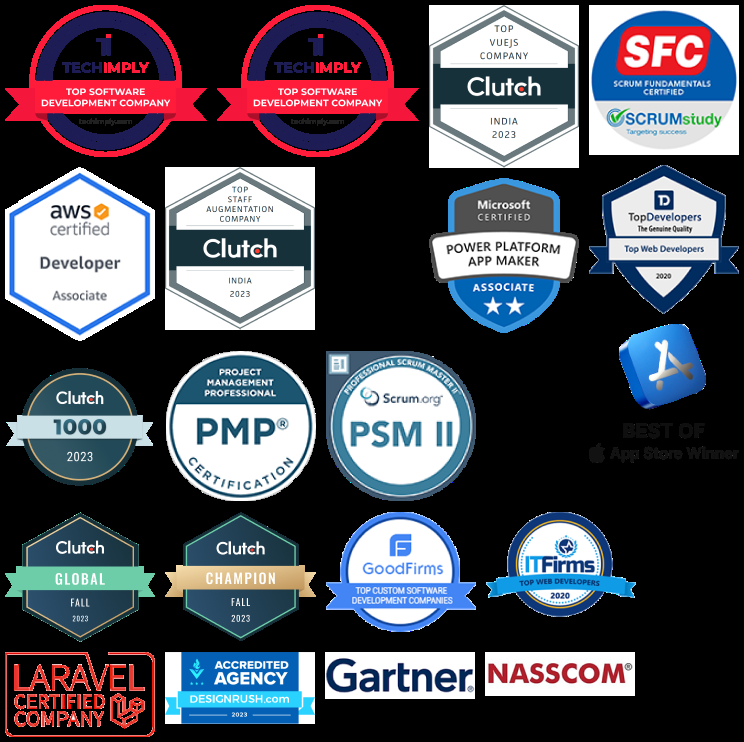 TECHIMPLY
TOP SOFTWARE
DEVELOPMENT COMPANY
techimply.com
TECHIMPLY
TOP SOFTWARE
DEVELOPMENT COMPANY
techimply.com
TOP
VUEJS
COMPANY
Clutch
INDIA
2023
SFC
SCRUM FUNDAMENTALS
CERTIFIED
SCRUMstudy
Targeting success
aws
certified
Developer
Associate
TOP
STAFF
AUGMENTATION
COMPANY
Clutch
INDIA
2023
Microsoft
CERTIFIED
POWER PLATFORM
APP MAKER
ASSOCIATE
TopDevelopers
The Genuine Quality
Top Web Developers
2020
Clutch
1000
2023
PROJECT
MANAGEMENT
PROFESSIONAL
PMP®
CERTIFICATION
PROFESSIONAL SCRUM MASTER II
Scrum.org
PSM II
BEST OF
App Store Winner
Clutch
GLOBAL
FALL
2023
Clutch
CHAMPION
FALL
2023
GoodFirms
TOP CUSTOM SOFTWARE
DEVELOPMENT COMPANIES
ITFirms
TOP WEB DEVELOPERS
2020
LARAVEL
CERTIFIED
COMPANY
ACCREDITED
AGENCY
DESIGNRUSH.com
2023
Gartner®
NASSCOM®